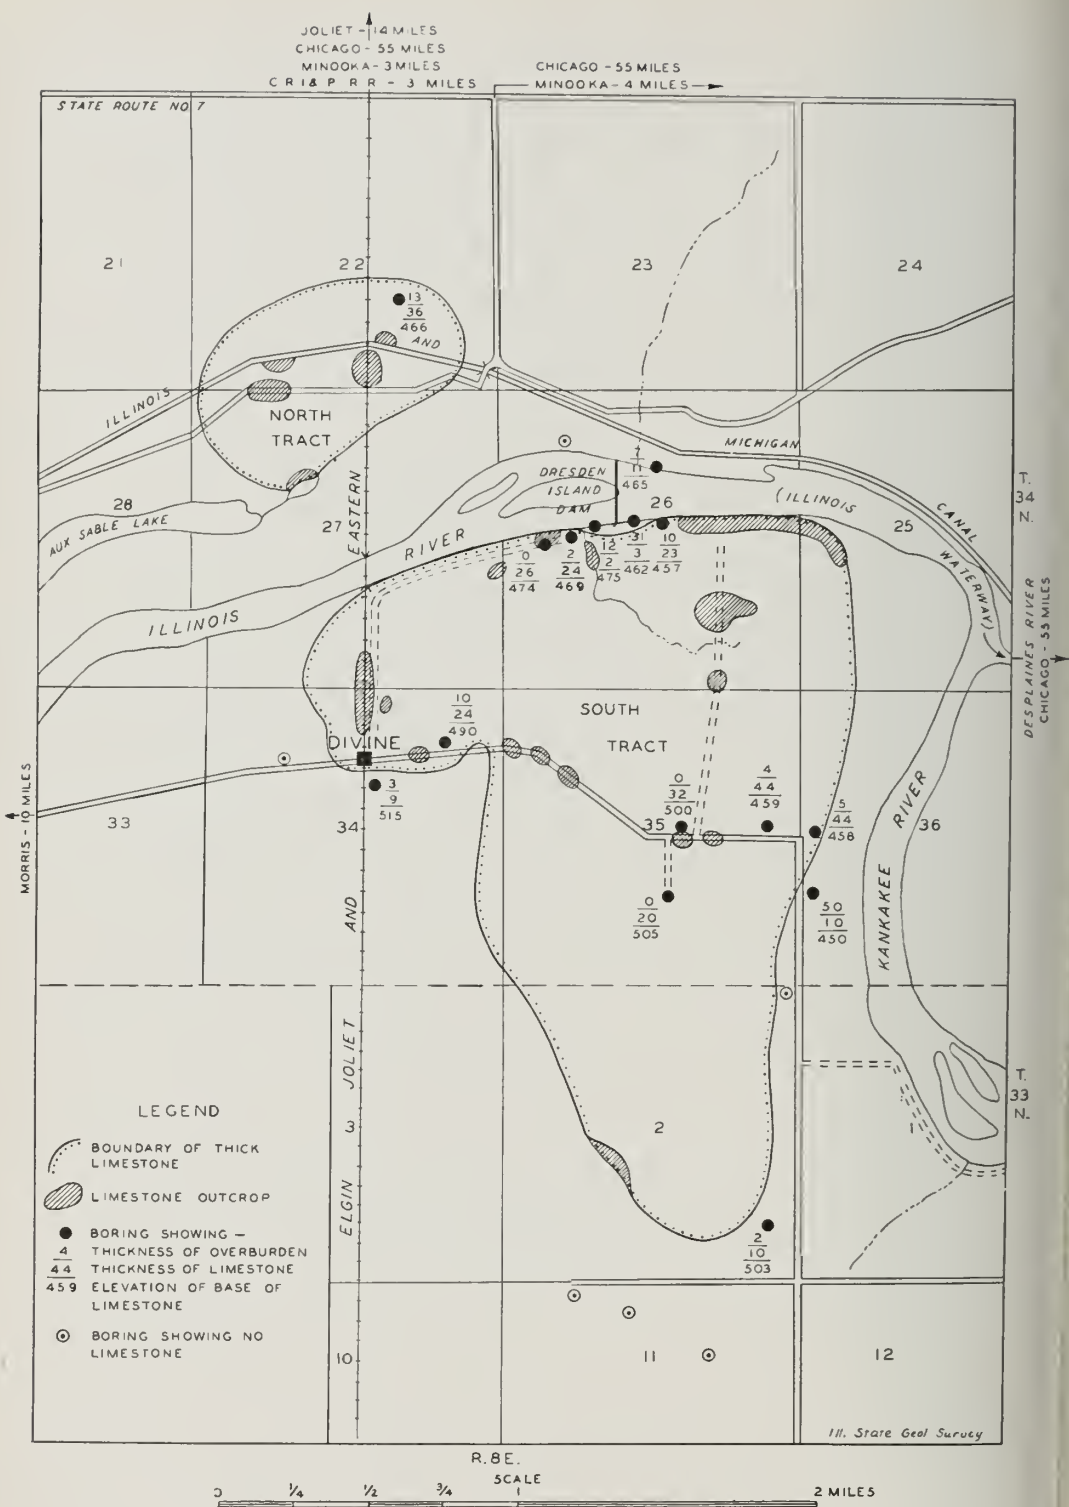 JOLIET - 14 MILES
CHICAGO - 55 MILES
MINOOKA - 3 MILES
C R I & P R R - 3 MILES
CHICAGO - 55 MILES
MINOOKA - 4 MILES
STATE ROUTE NO 7
21
22
23
24
13
36
466
ILLINOIS
AND
MICHIGAN
CANAL
NORTH
TRACT
28
AUX SABLE LAKE
27
EASTERN
DRESDEN
ISLAND
DAM
26
11
465
(ILLINOIS
WATERWAY)
25
T.
34
N.
ILLINOIS
RIVER
0
26
474
2
24
469
12
2
475
31
3
462
10
23
457
DESPLAINES RIVER
CHICAGO - 55 MILES
10
24
490
SOUTH
TRACT
DIVINE
3
9
515
0
32
500
4
44
459
5
44
458
MORRIS - 10 MILES
33
34
35
36
KANKAKEE
RIVER
AND
0
20
505
50
10
450
JOLIET
ELGIN
3
2
1
T.
33
N.
2
10
503
LEGEND
BOUNDARY OF THICK
LIMESTONE
LIMESTONE OUTCROP
BORING SHOWING —
4 THICKNESS OF OVERBURDEN
44 THICKNESS OF LIMESTONE
459 ELEVATION OF BASE OF
LIMESTONE
BORING SHOWING NO
LIMESTONE
10
11
12
Ill. State Geol Survey
R. 8 E.
SCALE
0 1/4 1/2 3/4 1 2 MILES